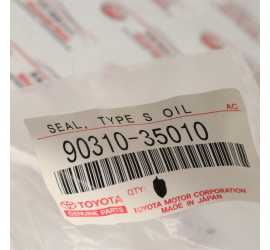 SEAL, TYPE S OIL
AC
90310-35010
TOYOTA
GENUINE PARTS
QTY:
TOYOTA MOTOR CORPORATION
MADE IN JAPAN